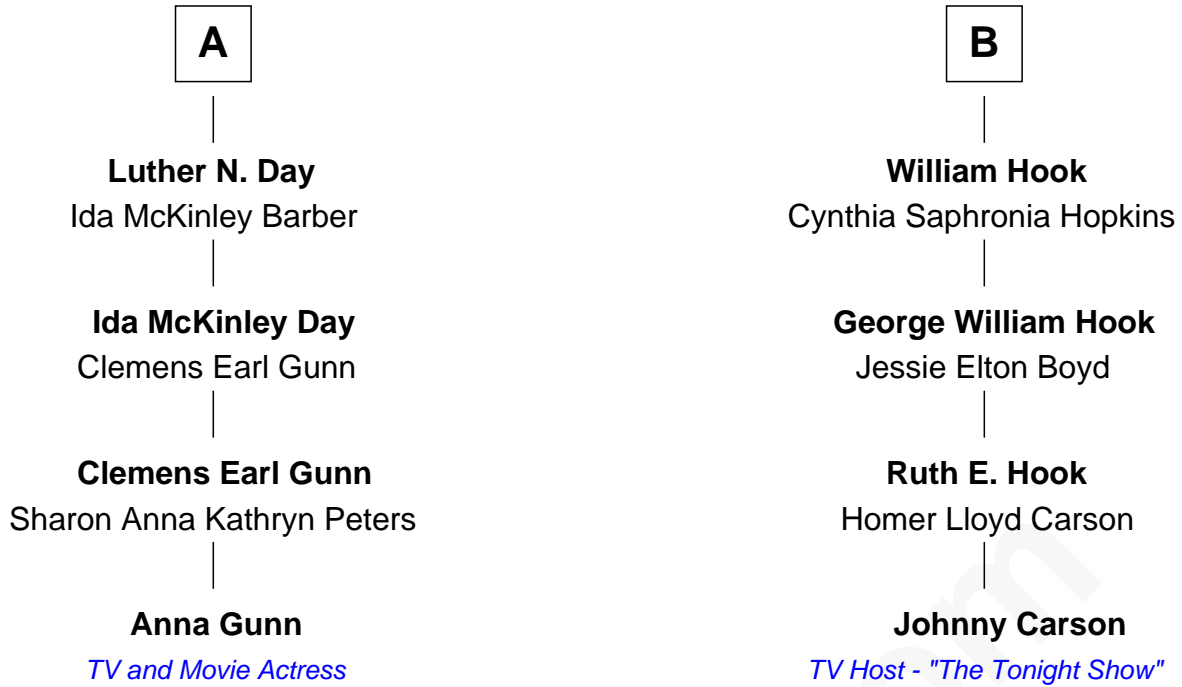 A
Luther N. Day
Ida McKinley Barber
Ida McKinley Day
Clemens Earl Gunn
Clemens Earl Gunn
Sharon Anna Kathryn Peters
Anna Gunn
TV and Movie Actress
B
William Hook
Cynthia Saphronia Hopkins
George William Hook
Jessie Elton Boyd
Ruth E. Hook
Homer Lloyd Carson
Johnny Carson
TV Host - "The Tonight Show"